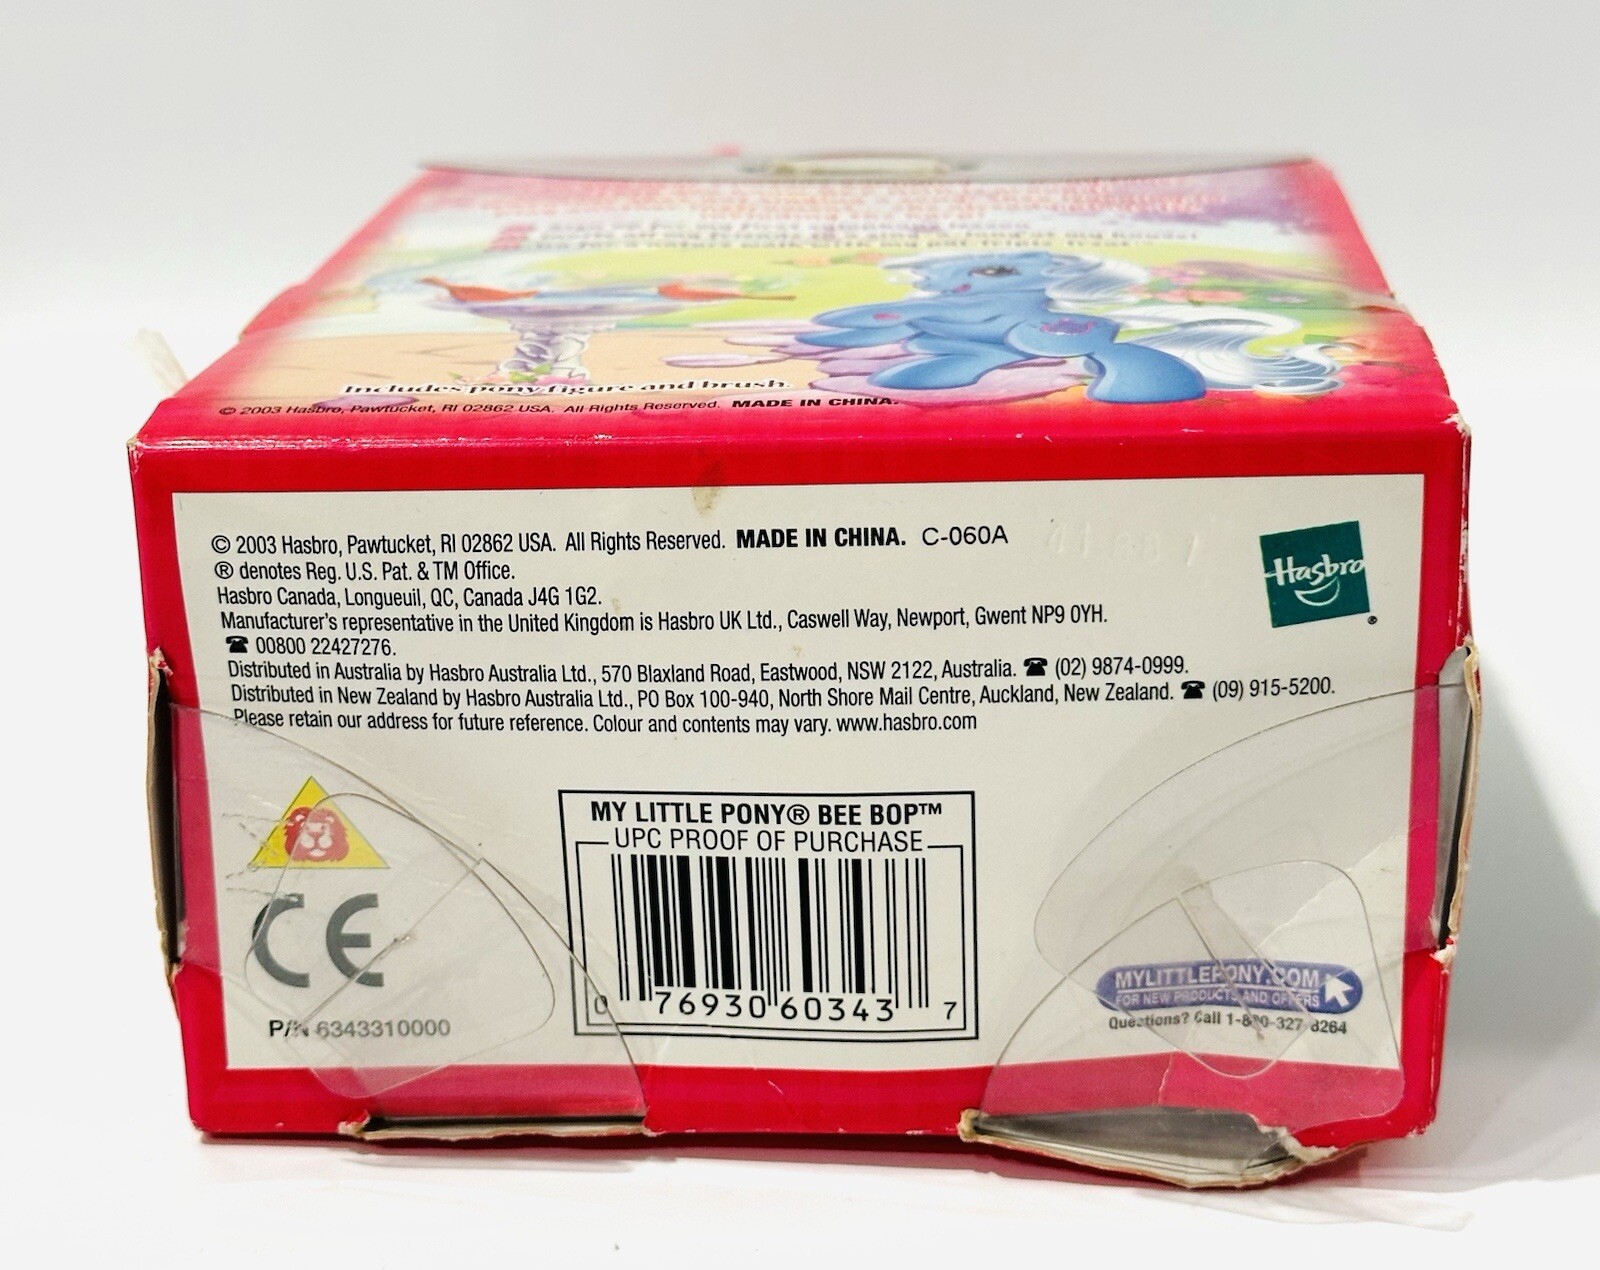 Includes pony figure and brush.
© 2003 Hasbro, Pawtucket, RI 02862 USA. All Rights Reserved. MADE IN CHINA.
© 2003 Hasbro, Pawtucket, RI 02862 USA. All Rights Reserved. MADE IN CHINA. C-060A
® denotes Reg. U.S. Pat. & TM Office.
Hasbro Canada, Longueuil, QC, Canada J4G 1G2.
Manufacturer's representative in the United Kingdom is Hasbro UK Ltd., Caswell Way, Newport, Gwent NP9 0YH.
☎ 00800 22427276.
Distributed in Australia by Hasbro Australia Ltd., 570 Blaxland Road, Eastwood, NSW 2122, Australia. ☎ (02) 9874-0999.
Distributed in New Zealand by Hasbro Australia Ltd., PO Box 100-940, North Shore Mail Centre, Auckland, New Zealand. ☎ (09) 915-5200.
Please retain our address for future reference. Colour and contents may vary. www.hasbro.com
Hasbro
®
CE
P/N 6343310000
MY LITTLE PONY® BEE BOP™
UPC PROOF OF PURCHASE
0 76930 60343 7
MYLITTLEPONY.COM
FOR NEW PRODUCTS AND OFFERS
Questions? Call 1-800-327-8264